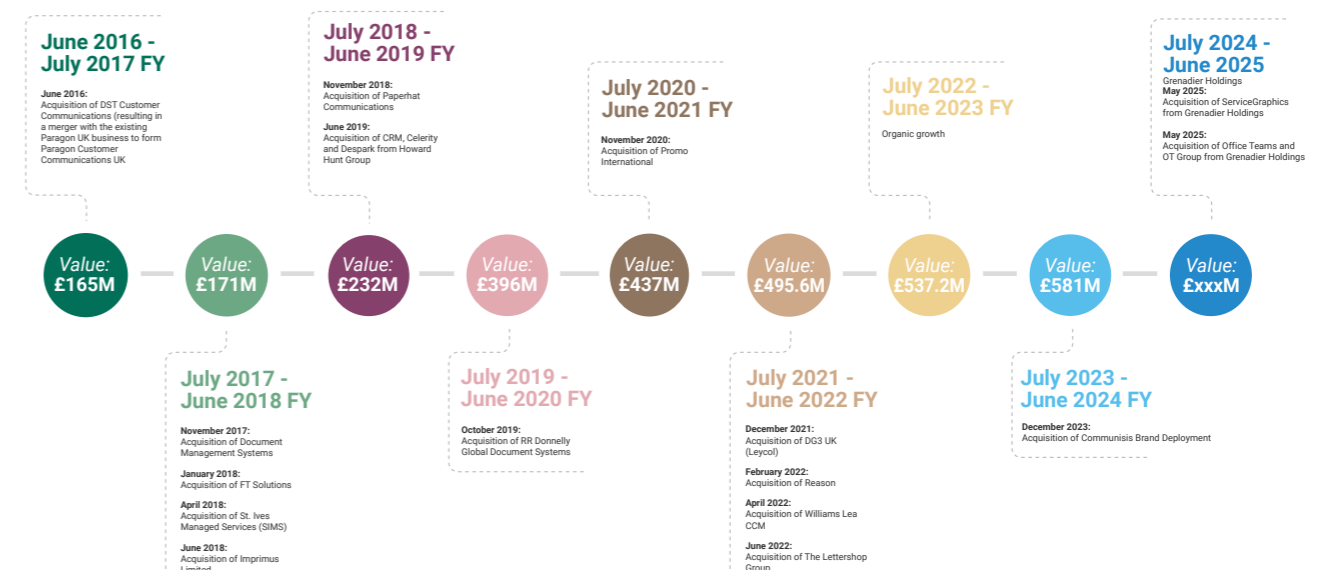 June 2016 -
July 2017 FY
June 2016:
Acquisition of DST Customer
Communications (resulting in
a merger with the existing
Paragon UK business to form
Paragon Customer
Communications UK
July 2018 -
June 2019 FY
November 2018:
Acquisition of Paperhat
Communications
June 2019:
Acquisition of CRM, Celerity
and Despark from Howard
Hunt Group
July 2020 -
June 2021 FY
November 2020:
Acquisition of Promo
International
July 2022 -
June 2023 FY
Organic growth
July 2024 -
June 2025
Grenadier Holdings
May 2025:
Acquisition of ServiceGraphics
from Grenadier Holdings
May 2025:
Acquisition of Office Teams and
OT Group from Grenadier Holdings
Value:
£165M
Value:
£171M
Value:
£232M
Value:
£396M
Value:
£437M
Value:
£495.6M
Value:
£537.2M
Value:
£581M
Value:
£xxxM
July 2017 -
June 2018 FY
November 2017:
Acquisition of Document
Management Systems
January 2018:
Acquisition of FT Solutions
April 2018:
Acquisition of St. Ives
Managed Services (SIMS)
June 2018:
Acquisition of Imprimus
Limited
July 2019 -
June 2020 FY
October 2019:
Acquisition of RR Donnelly
Global Document Systems
July 2021 -
June 2022 FY
December 2021:
Acquisition of DG3 UK
(Leycol)
February 2022:
Acquisition of Reason
April 2022:
Acquisition of Williams Lea
CCM
June 2022:
Acquisition of The Lettershop
Group
July 2023 -
June 2024 FY
December 2023:
Acquisition of Communisis Brand Deployment